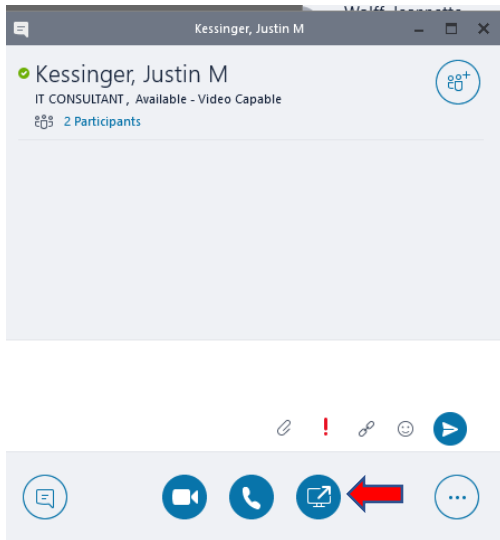 Kessinger, Justin M
Kessinger, Justin M
IT CONSULTANT , Available - Video Capable
2 Participants